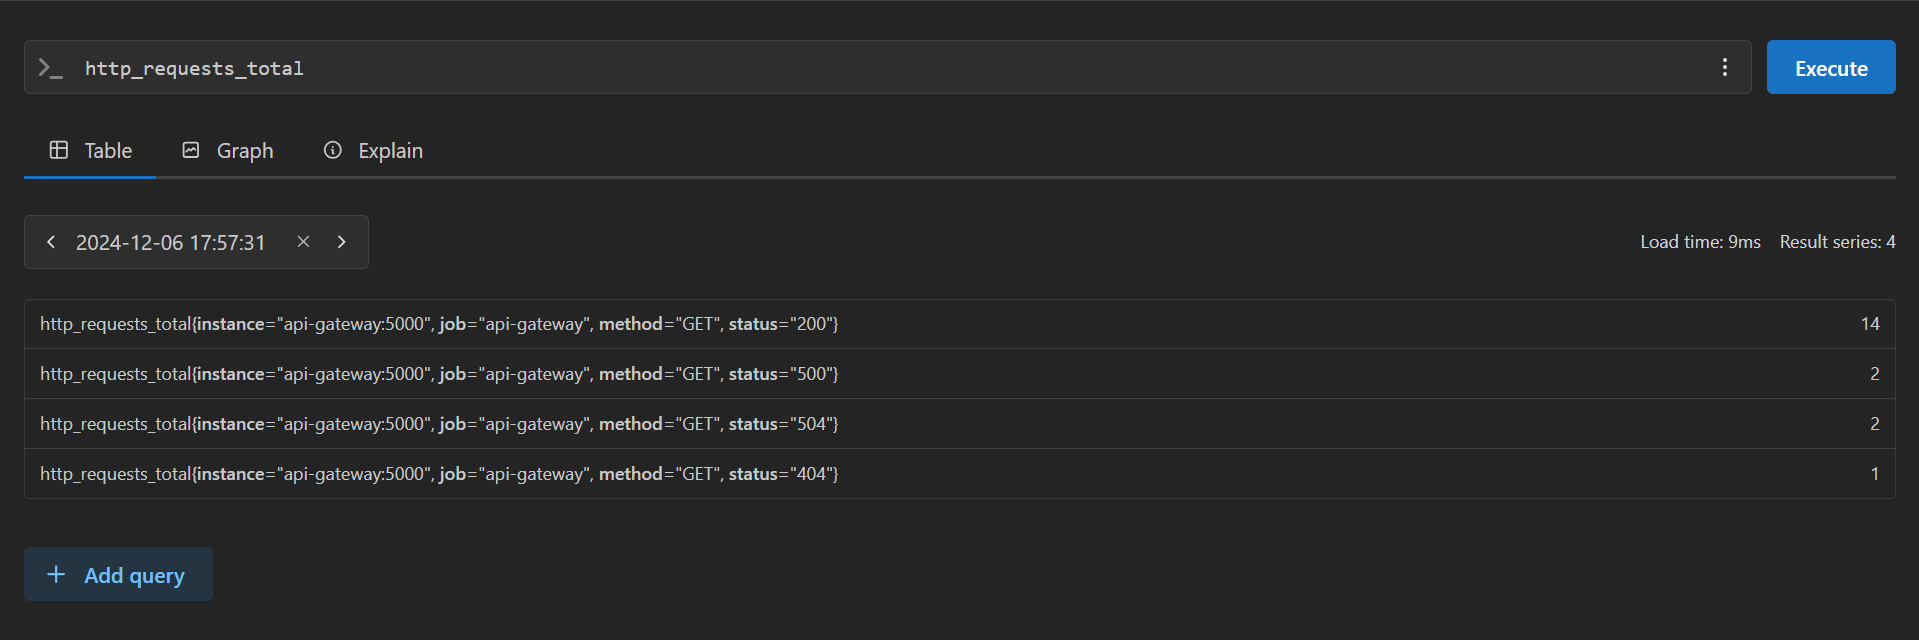 http_requests_total
Execute
Table Graph Explain
2024-12-06 17:57:31
Load time: 9ms Result series: 4
http_requests_total{instance="api-gateway:5000", job="api-gateway", method="GET", status="200"} 14
http_requests_total{instance="api-gateway:5000", job="api-gateway", method="GET", status="500"} 2
http_requests_total{instance="api-gateway:5000", job="api-gateway", method="GET", status="504"} 2
http_requests_total{instance="api-gateway:5000", job="api-gateway", method="GET", status="404"} 1
Add query